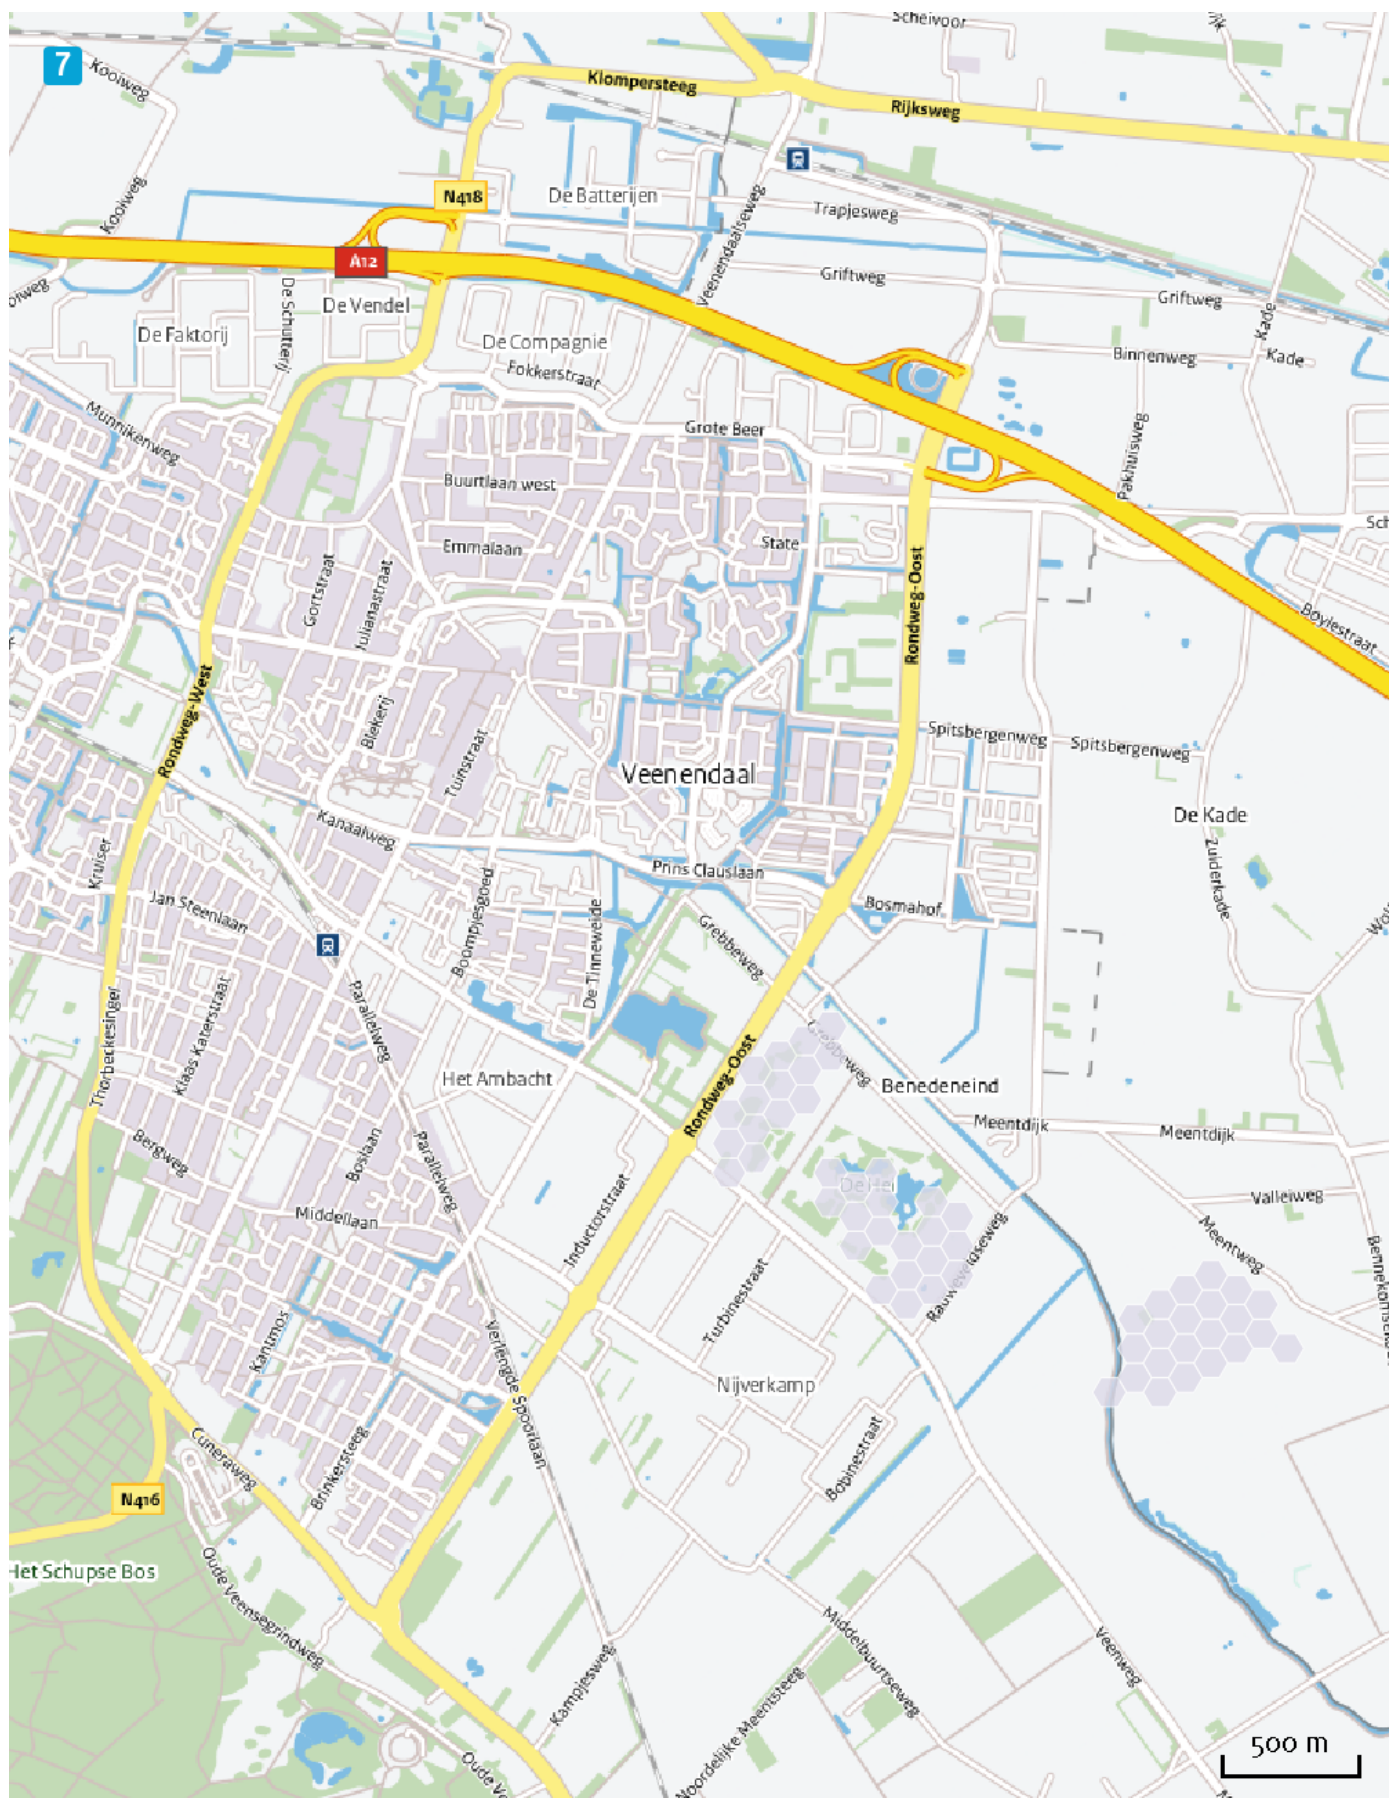 Scheivoor
7
Kooiweg
Klompersteeg
Rijksweg
Kooiweg
N418
De Batterijen
Trapjesweg
Veenendaalseweg
A12
Griftweg
Griftweg
De Schutterij
De Vendel
De Faktorij
De Compagnie
Fokkerstraat
Kade
Binnenweg
Kade
Munnikenweg
Grote Beer
Pakhuisweg
Buurtlaan west
Emmalaan
State
Gortstraat
Julianastraat
Rondweg-Oost
Boylestraat
Rondweg-West
Blekerij
Tuinstraat
Spitsbergenweg
Spitsbergenweg
Veenendaal
De Kade
Kanaalweg
Zuiderkade
Kruiser
Prins Clauslaan
Jan Steenlaan
Boompjesgoed
De Tinneweide
Bosmahof
Grebbeweg
Klaas Katerstraat
Parallelweg
Thorbeckesingel
Rondweg-Oost
Grebbeweg
Het Ambacht
Benedeneind
Meentdijk
Meentdijk
Bergweg
Boslaan
Parallelweg
Valleiweg
Middellaan
Inductorstraat
Meentweg
Turbinestraat
Kanumos
Verlengde Spoorlaan
Nijverkamp
Cuneraweg
Brinkersteeg
Bobinestraat
N416
Het Schupse Bos
Oude Veensegrindweg
Middelbuurtseweg
Veenweg
Kampjesweg
Noordelijke Meentsteeg
500 m